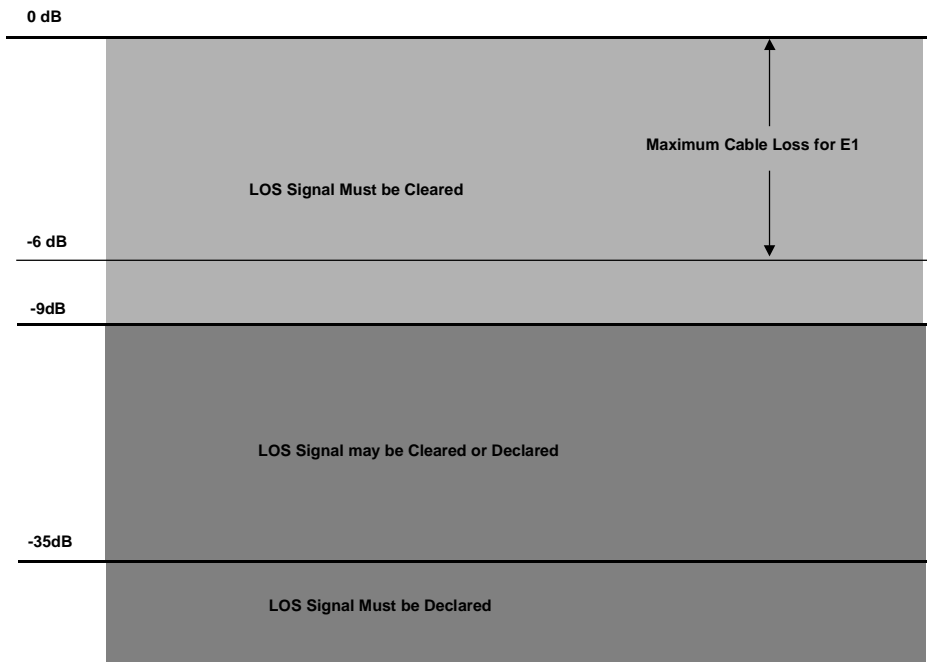 0 dB
Maximum Cable Loss for E1
LOS Signal Must be Cleared
-6 dB
-9dB
LOS Signal may be Cleared or Declared
-35dB
LOS Signal Must be Declared